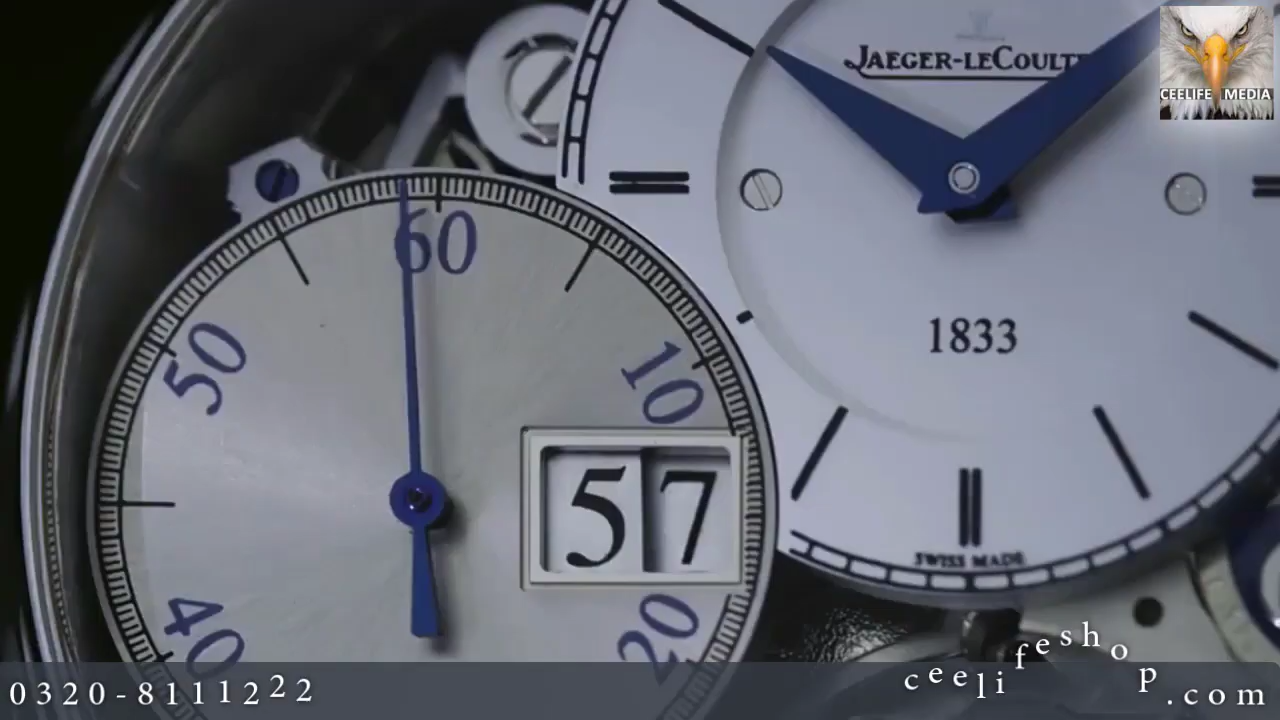 JAEGER-LECOULT
CEELIFE MEDIA
60
50
10
1833
57
SWISS MADE
40
20
0320-8111222
ceelifeshop.com